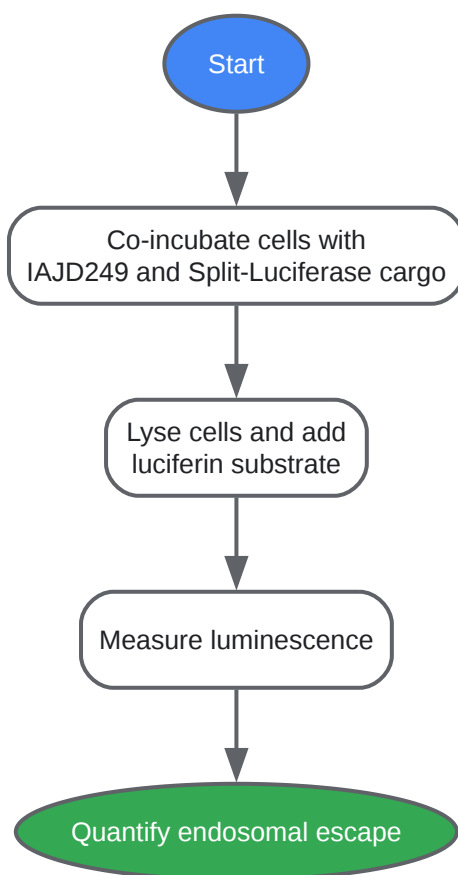 Start
Co-incubate cells with
IAJD249 and Split-Luciferase cargo
Lyse cells and add
luciferin substrate
Measure luminescence
Quantify endosomal escape